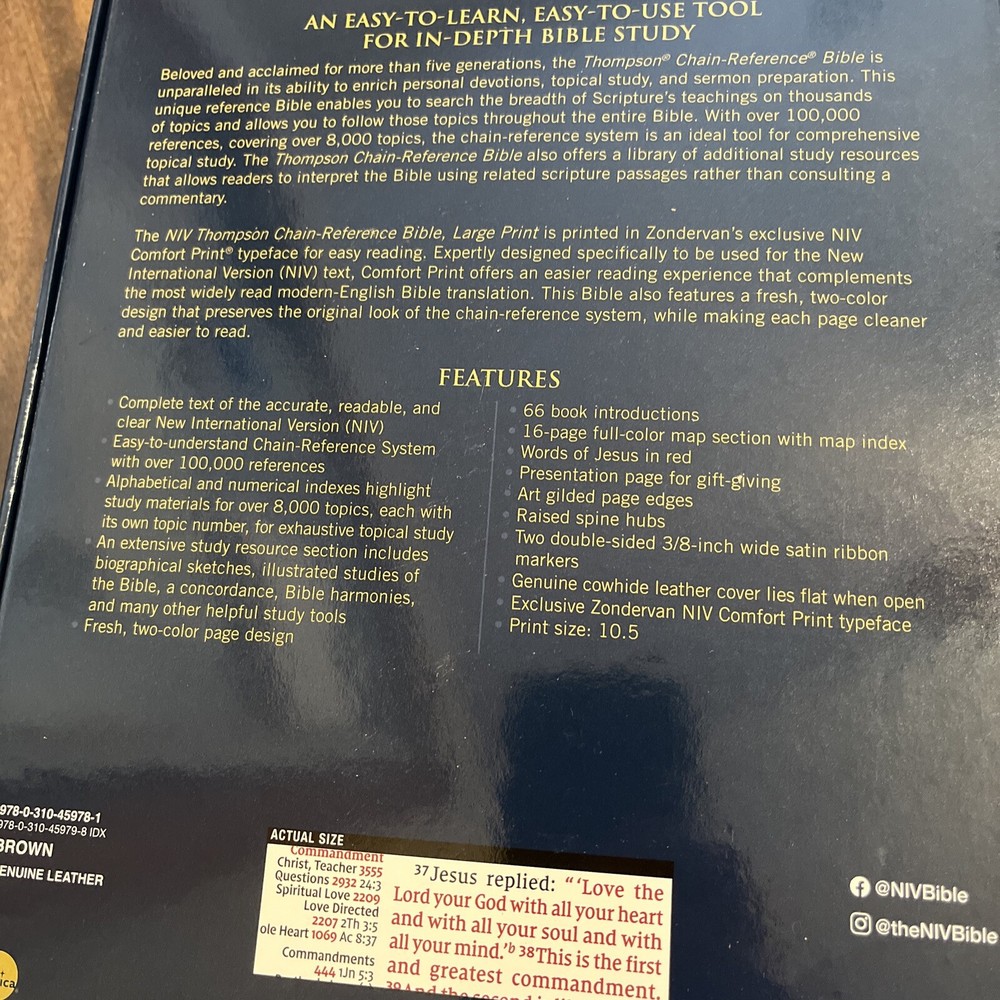 AN EASY-TO-LEARN, EASY-TO-USE TOOL
FOR IN-DEPTH BIBLE STUDY
Beloved and acclaimed for more than five generations, the Thompson® Chain-Reference® Bible is
unparalleled in its ability to enrich personal devotions, topical study, and sermon preparation. This
unique reference Bible enables you to search the breadth of Scripture's teachings on thousands
of topics and allows you to follow those topics throughout the entire Bible. With over 100,000
references, covering over 8,000 topics, the chain-reference system is an ideal tool for comprehensive
topical study. The Thompson Chain-Reference Bible also offers a library of additional study resources
that allows readers to interpret the Bible using related scripture passages rather than consulting a
commentary.
The NIV Thompson Chain-Reference Bible, Large Print is printed in Zondervan's exclusive NIV
Comfort Print® typeface for easy reading. Expertly designed specifically to be used for the New
International Version (NIV) text, Comfort Print offers an easier reading experience that complements
the most widely read modern-English Bible translation. This Bible also features a fresh, two-color
design that preserves the original look of the chain-reference system, while making each page cleaner
and easier to read.
FEATURES
• Complete text of the accurate, readable, and
clear New International Version (NIV)
• Easy-to-understand Chain-Reference System
with over 100,000 references
• Alphabetical and numerical indexes highlight
study materials for over 8,000 topics, each with
its own topic number, for exhaustive topical study
• An extensive study resource section includes
biographical sketches, illustrated studies of
the Bible, a concordance, Bible harmonies,
and many other helpful study tools
• Fresh, two-color page design
• 66 book introductions
• 16-page full-color map section with map index
• Words of Jesus in red
• Presentation page for gift-giving
• Art gilded page edges
• Raised spine hubs
• Two double-sided 3/8-inch wide satin ribbon
markers
• Genuine cowhide leather cover lies flat when open
• Exclusive Zondervan NIV Comfort Print typeface
• Print size: 10.5
978-0-310-45978-1
978-0-310-45979-8 IDX
BROWN
ENUINE LEATHER
ACTUAL SIZE
Commandment
Christ, Teacher 3555
Questions 2932 24:3
Spiritual Love 2209
Love Directed
2207 2Th 3:5
ole Heart 1069 Ac 8:37
Commandments
444 1Jn 5:3
37 Jesus replied: "'Love the
Lord your God with all your heart
and with all your soul and with
all your mind.'b 38 This is the first
and greatest commandment.
39 And the second
@NIVBible
@theNIVBible
ica